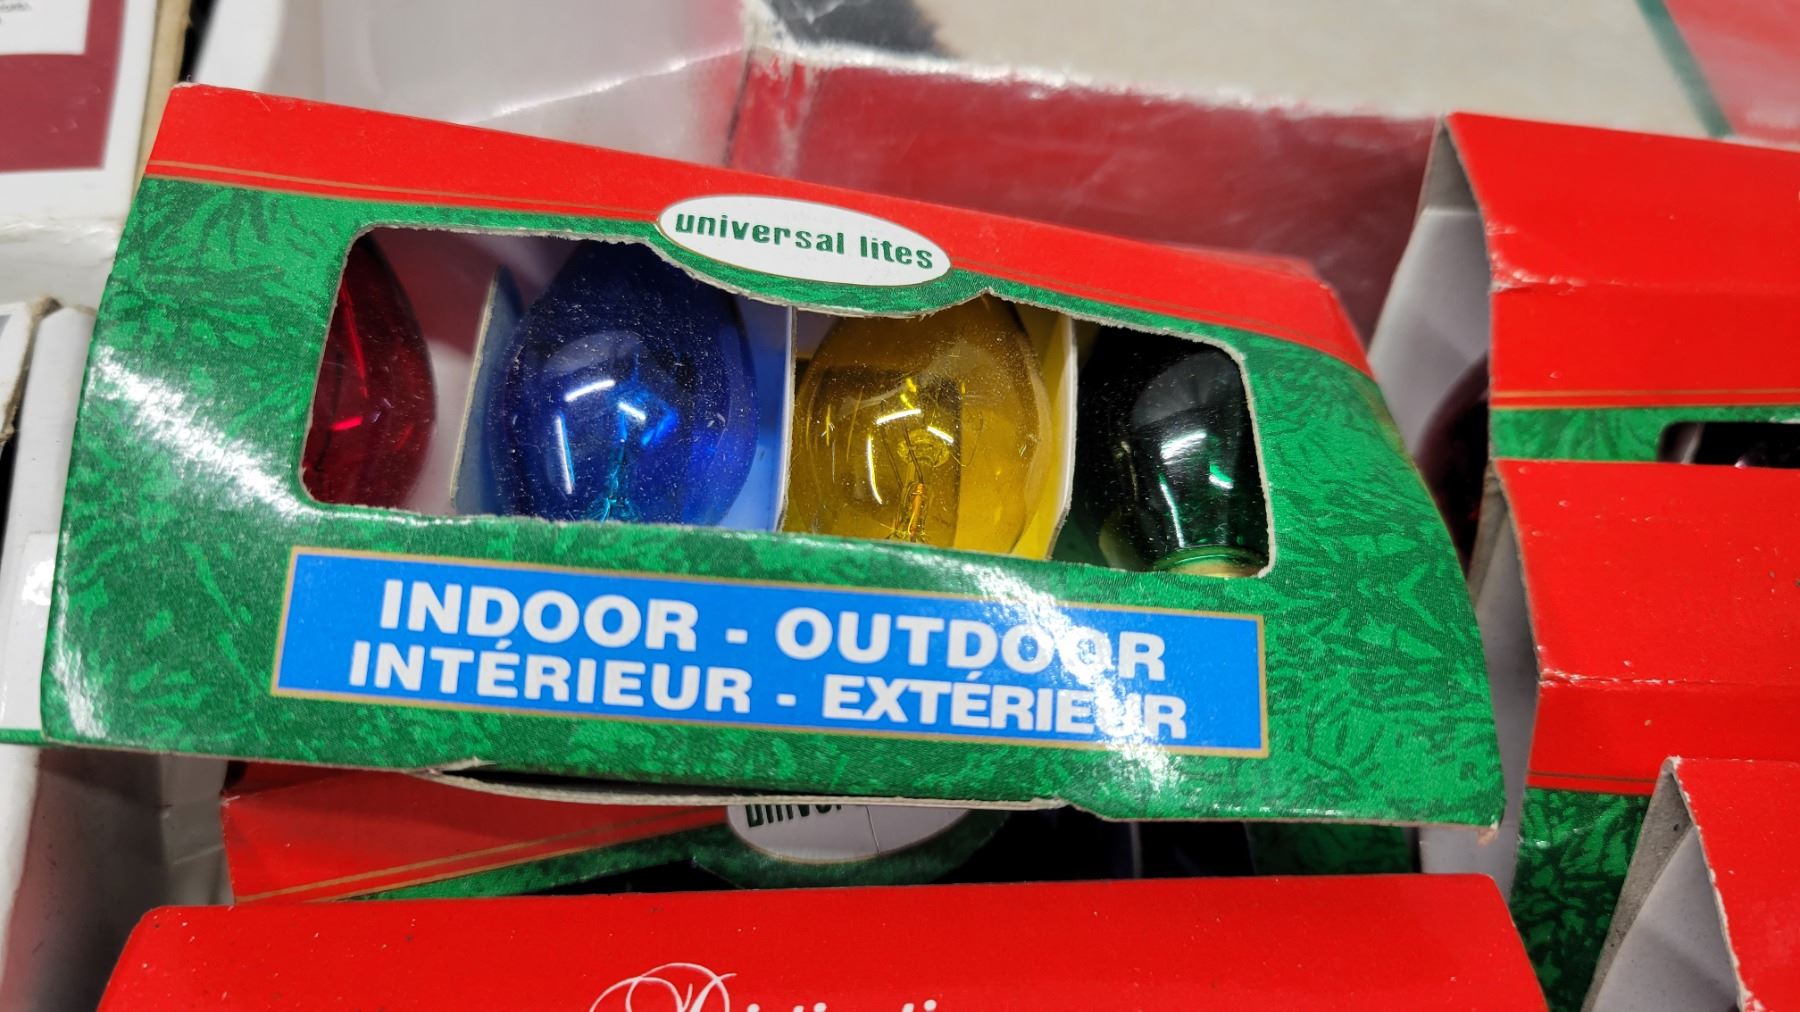 universal lites
INDOOR - OUTDOOR
INTÉRIEUR - EXTÉRIEUR